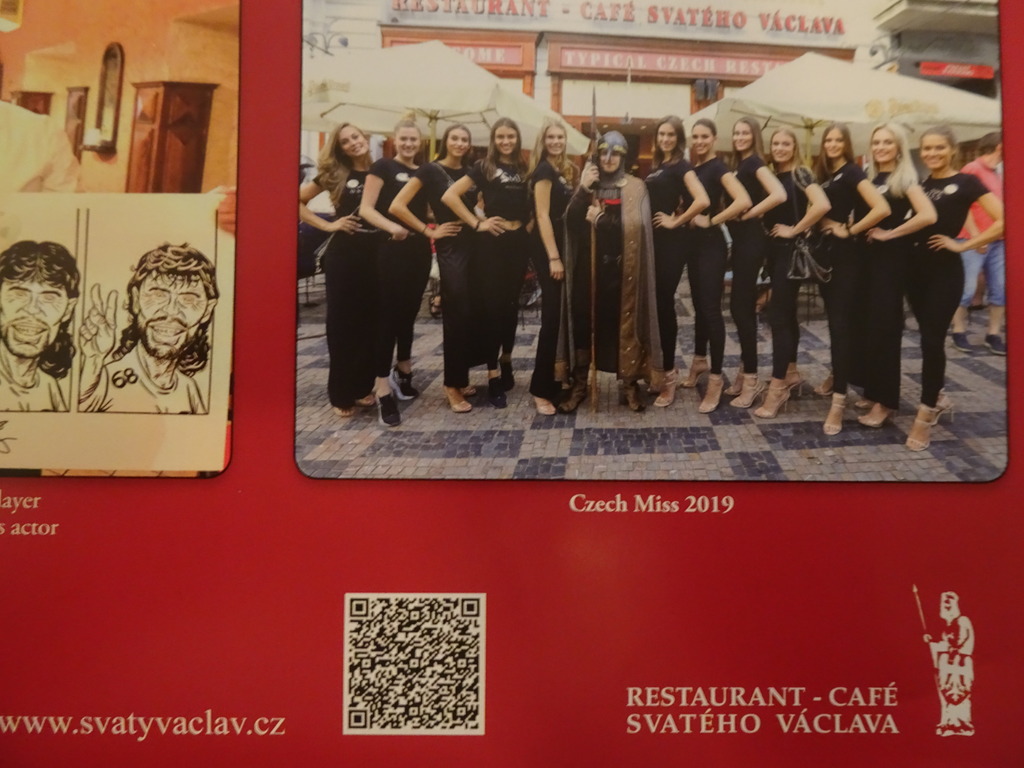 RESTAURANT - CAFÉ SVATÉHO VÁCLAVA
TYPICAL CZECH
68
layer
s actor
Czech Miss 2019
www.svatyvaclav.cz
RESTAURANT - CAFÉ
SVATÉHO VÁCLAVA